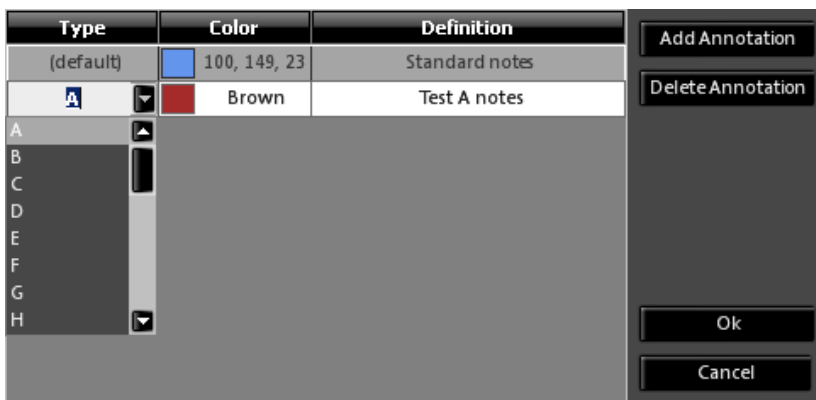 Type Color Definition
(default) 100, 149, 23 Standard notes
A Brown Test A notes
A
B
C
D
E
F
G
H
Add Annotation
Delete Annotation
Ok
Cancel